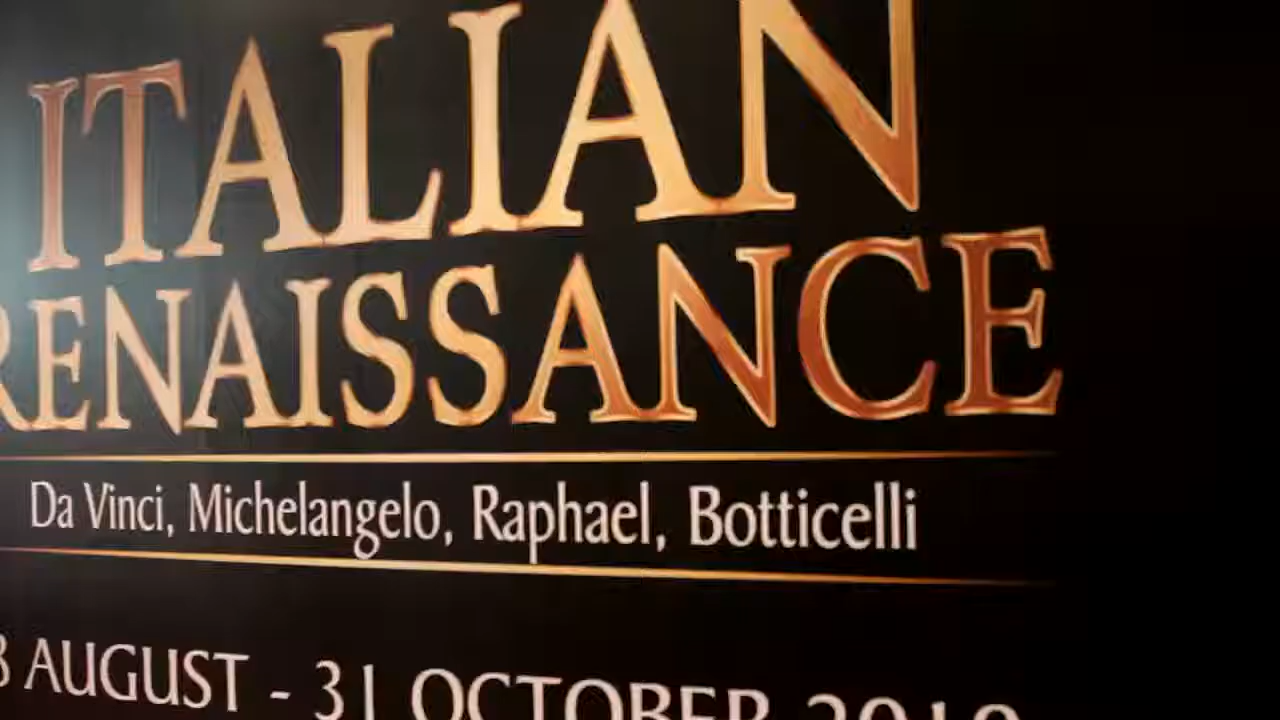 ITALIAN
RENAISSANCE
Da Vinci, Michelangelo, Raphael, Botticelli
AUGUST - 31 OCTOBER